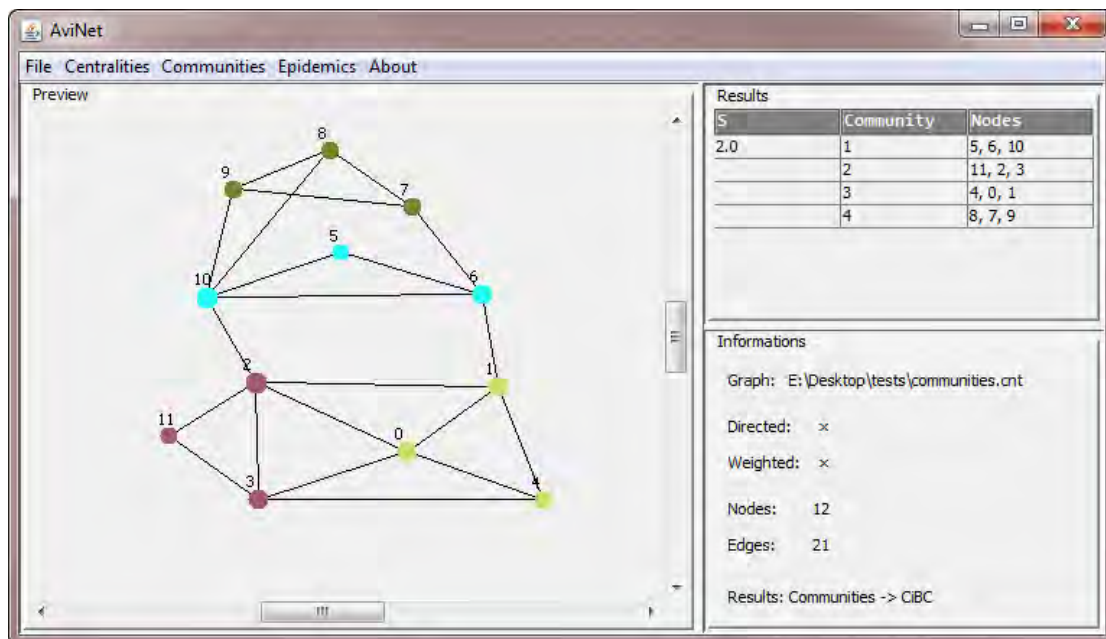 AviNet
File Centralities Communities Epidemics About
Preview
8
9
7
5
10
6
2
1
11
0
3
4
Results
S Community Nodes
2.0 1 5, 6, 10
2 11, 2, 3
3 4, 0, 1
4 8, 7, 9
Informations
Graph: E:\Desktop\tests\communities.cnt
Directed: ×
Weighted: ×
Nodes: 12
Edges: 21
Results: Communities -> CiBC